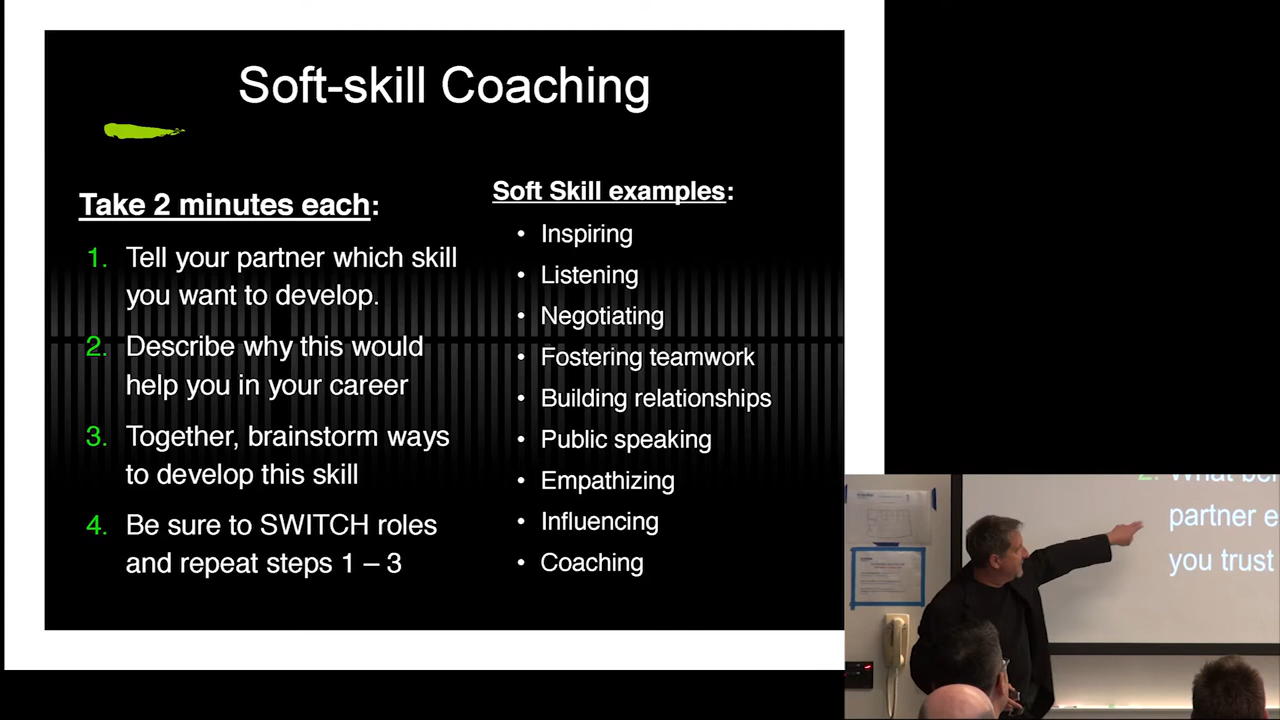 Soft-skill Coaching
Take 2 minutes each:
1. Tell your partner which skill
you want to develop.
2. Describe why this would
help you in your career
3. Together, brainstorm ways
to develop this skill
4. Be sure to SWITCH roles
and repeat steps 1 – 3
Soft Skill examples:
• Inspiring
• Listening
• Negotiating
• Fostering teamwork
• Building relationships
• Public speaking
• Empathizing
• Influencing
• Coaching
2. What
partner
you trust